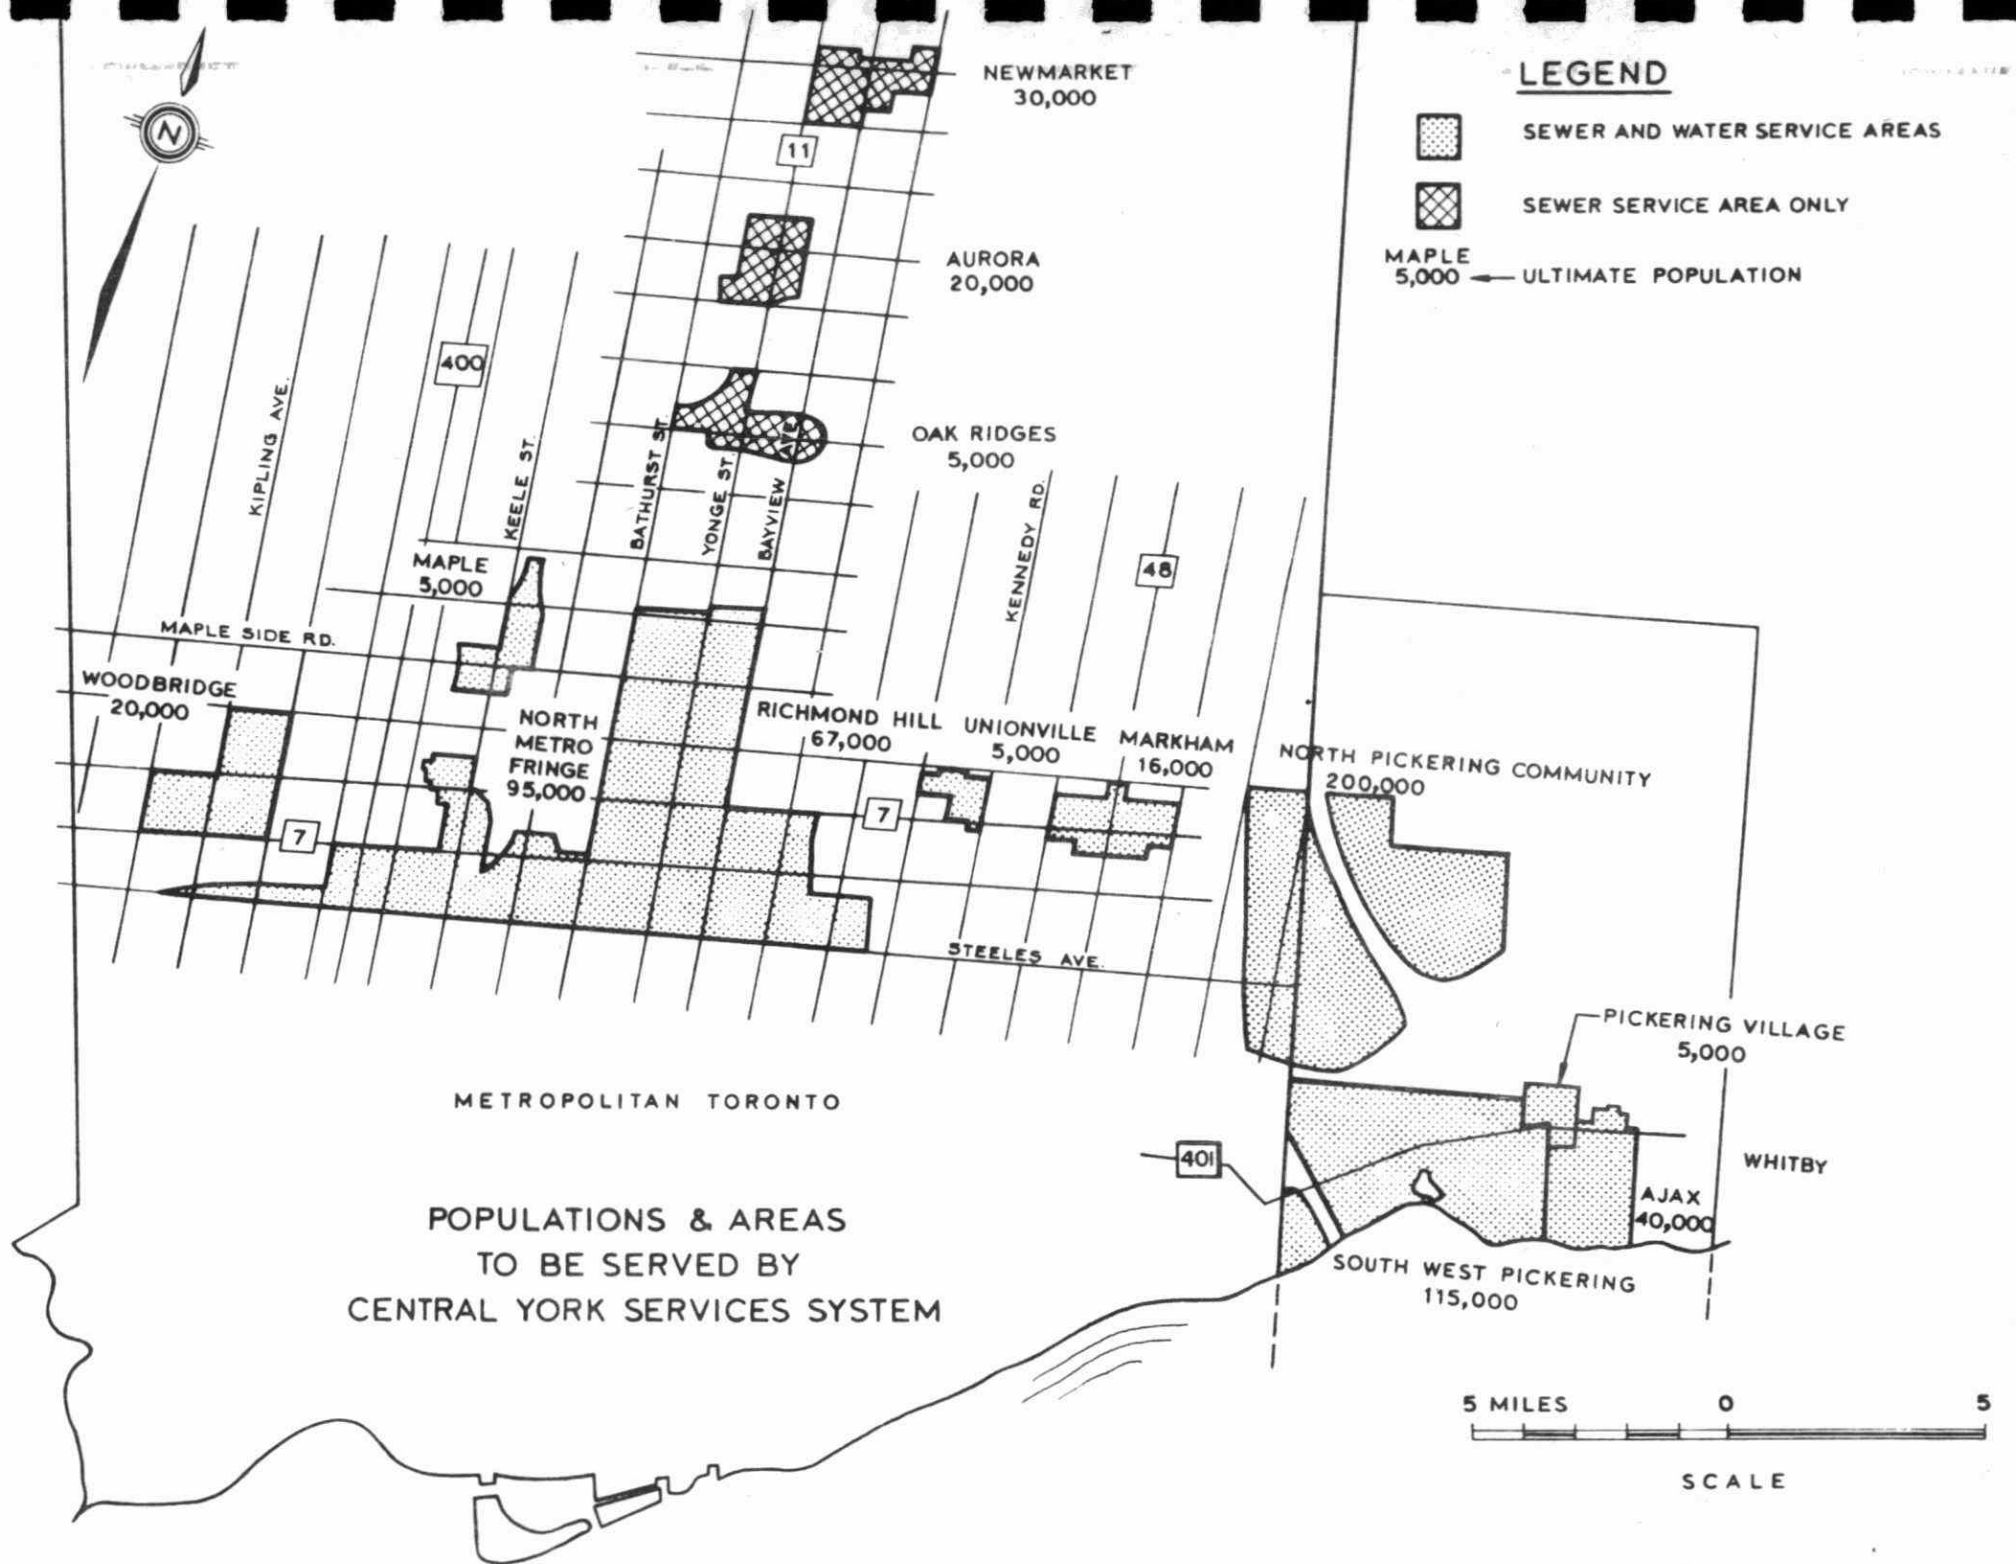 N
NEWMARKET
30,000
11
LEGEND
SEWER AND WATER SERVICE AREAS
SEWER SERVICE AREA ONLY
MAPLE
5,000
ULTIMATE POPULATION
AURORA
20,000
400
KIPLING AVE.
KEELE ST.
BATHURST ST.
YONGE ST.
BAYVIEW AVE.
OAK RIDGES
5,000
KENNEDY RD.
48
MAPLE
5,000
MAPLE SIDE RD.
WOODBRIDGE
20,000
NORTH
METRO
FRINGE
95,000
RICHMOND HILL
67,000
UNIONVILLE
5,000
MARKHAM
16,000
NORTH PICKERING COMMUNITY
200,000
7
7
STEELES AVE.
PICKERING VILLAGE
5,000
METROPOLITAN TORONTO
401
WHITBY
AJAX
40,000
SOUTH WEST PICKERING
115,000
POPULATIONS & AREAS
TO BE SERVED BY
CENTRAL YORK SERVICES SYSTEM
5 MILES 0 5
SCALE